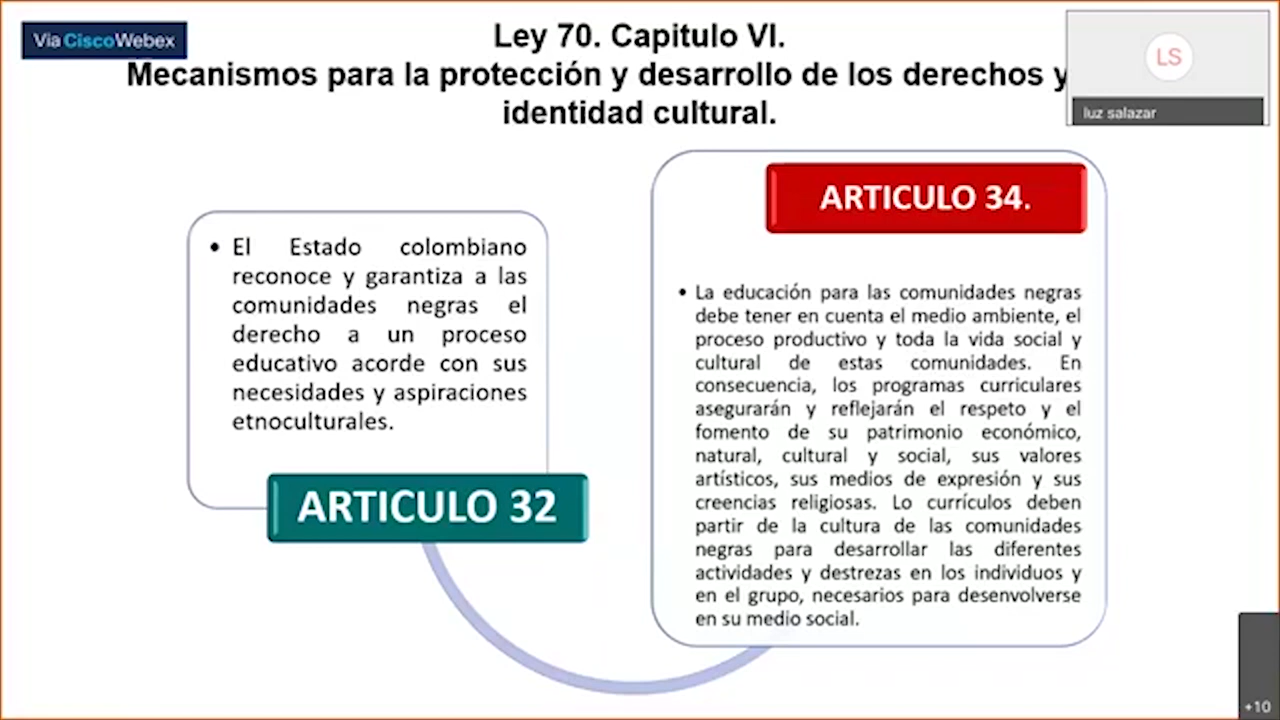 Vía CiscoWebex
Ley 70. Capitulo VI.
Mecanismos para la protección y desarrollo de los derechos y
identidad cultural.
LS
luz salazar
• El Estado colombiano
reconoce y garantiza a las
comunidades negras el
derecho a un proceso
educativo acorde con sus
necesidades y aspiraciones
etnoculturales.
ARTICULO 32
ARTICULO 34.
• La educación para las comunidades negras
debe tener en cuenta el medio ambiente, el
proceso productivo y toda la vida social y
cultural de estas comunidades. En
consecuencia, los programas curriculares
asegurarán y reflejarán el respeto y el
fomento de su patrimonio económico,
natural, cultural y social, sus valores
artísticos, sus medios de expresión y sus
creencias religiosas. Lo currículos deben
partir de la cultura de las comunidades
negras para desarrollar las diferentes
actividades y destrezas en los individuos y
en el grupo, necesarios para desenvolverse
en su medio social.
+10